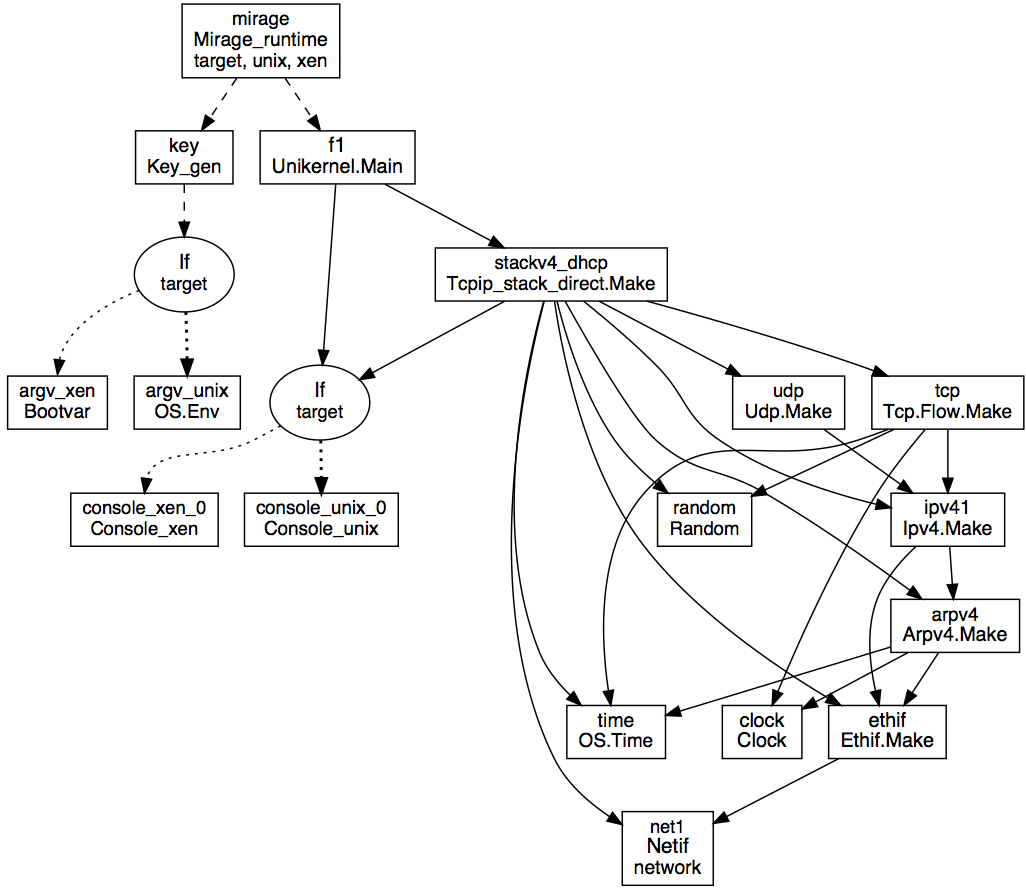 mirage
Mirage_runtime
target, unix, xen
key
Key_gen
f1
Unikernel.Main
If
target
stackv4_dhcp
Tcpip_stack_direct.Make
argv_xen
Bootvar
argv_unix
OS.Env
If
target
udp
Udp.Make
tcp
Tcp.Flow.Make
console_xen_0
Console_xen
console_unix_0
Console_unix
random
Random
ipv41
Ipv4.Make
arpv4
Arpv4.Make
time
OS.Time
clock
Clock
ethif
Ethif.Make
net1
Netif
network